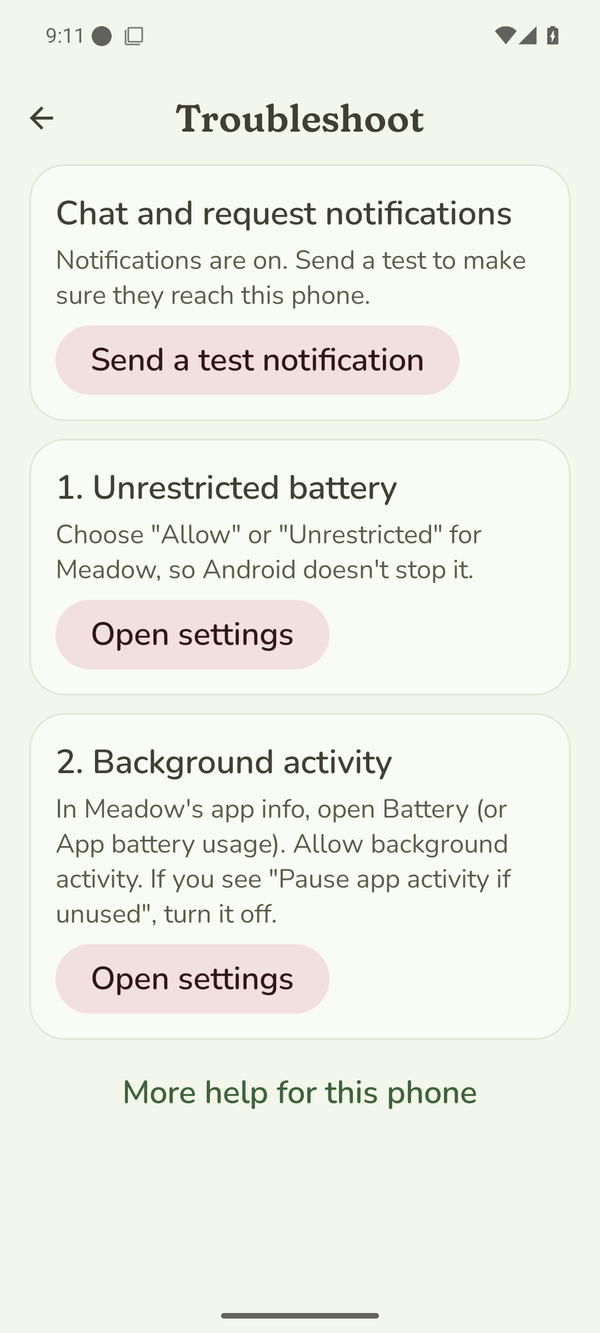 9:11
Troubleshoot
Chat and request notifications
Notifications are on. Send a test to make
sure they reach this phone.
Send a test notification
1. Unrestricted battery
Choose "Allow" or "Unrestricted" for
Meadow, so Android doesn't stop it.
Open settings
2. Background activity
In Meadow's app info, open Battery (or
App battery usage). Allow background
activity. If you see "Pause app activity if
unused", turn it off.
Open settings
More help for this phone